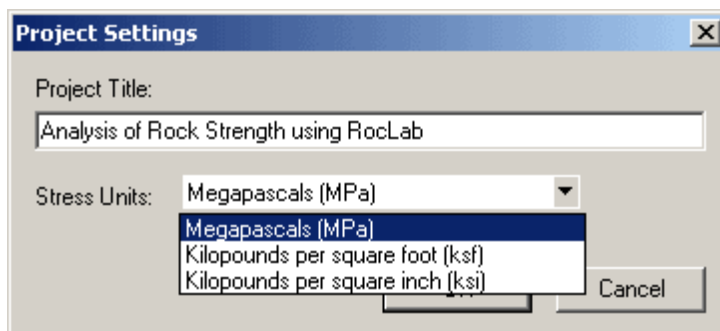 Project Settings
Project Title:
Analysis of Rock Strength using RocLab
Stress Units: Megapascals (MPa)
Megapascals (MPa)
Kilopounds per square foot (ksf)
Kilopounds per square inch (ksi)
Cancel